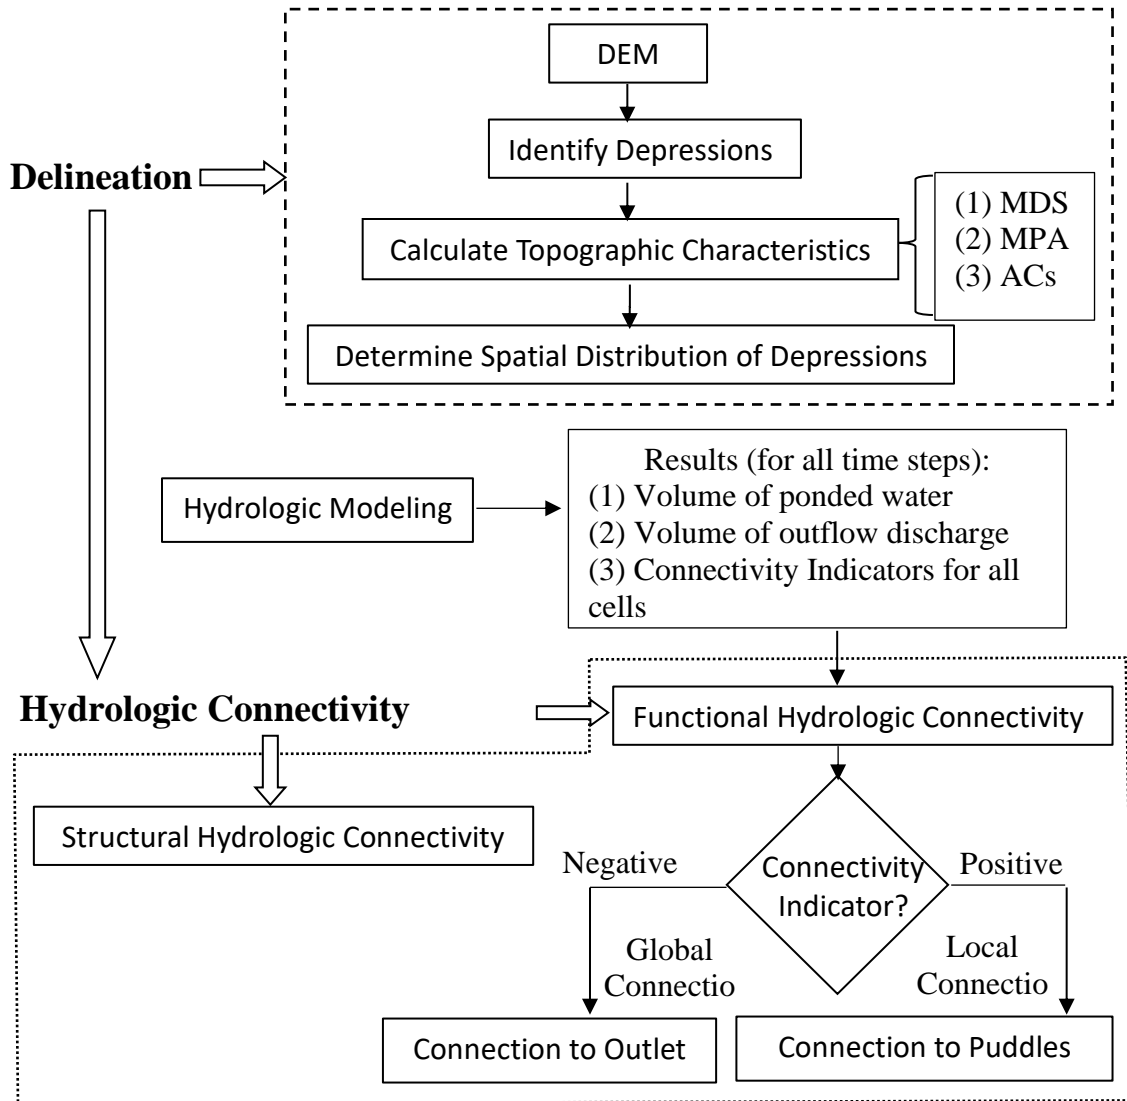 DEM
Identify Depressions
Delineation
(1) MDS
(2) MPA
(3) ACs
Calculate Topographic Characteristics
Determine Spatial Distribution of Depressions
Results (for all time steps):
(1) Volume of ponded water
(2) Volume of outflow discharge
(3) Connectivity Indicators for all
cells
Hydrologic Modeling
Hydrologic Connectivity
Functional Hydrologic Connectivity
Structural Hydrologic Connectivity
Negative
Connectivity
Indicator?
Positive
Global
Connectio
Local
Connectio
Connection to Outlet
Connection to Puddles